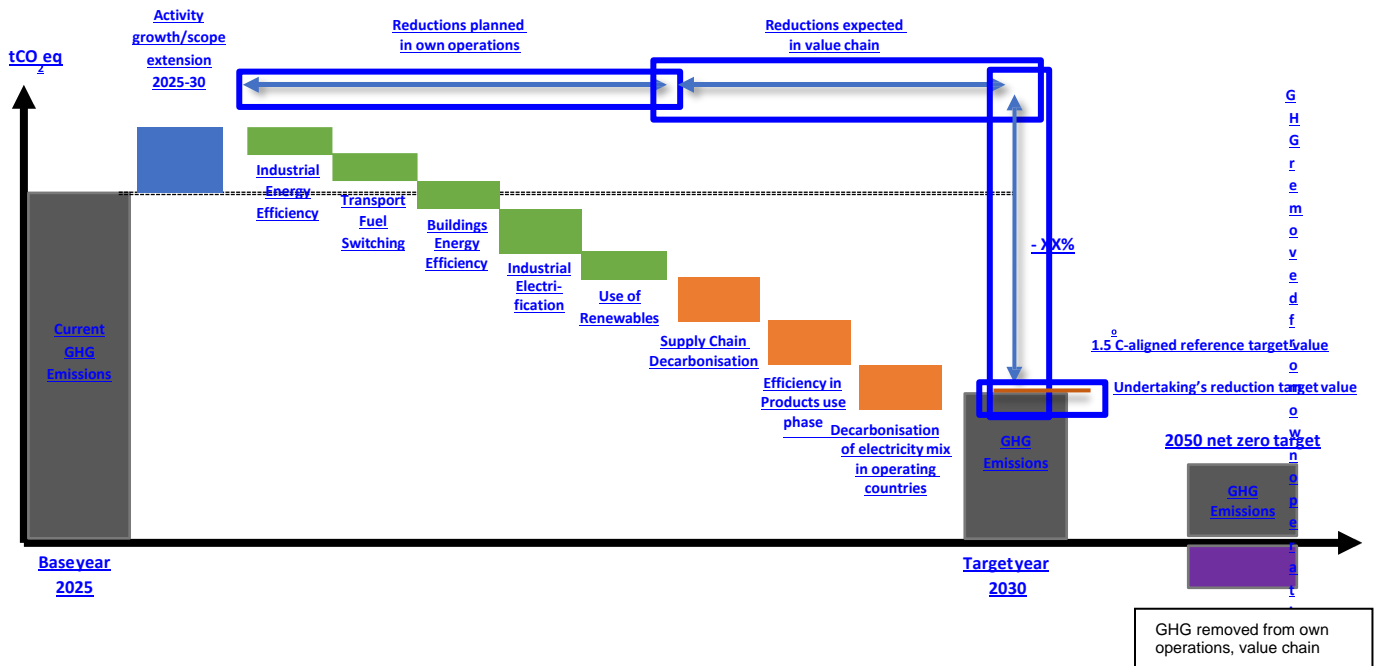 tCO2eq
Activity
growth/scope
extension
2025-30
Reductions planned
in own operations
Reductions expected
in value chain
Industrial
Energy
Efficiency
Transport
Fuel
Switching
Buildings
Energy
Efficiency
Industrial
Electri-
fication
Use of
Renewables
Supply Chain
Decarbonisation
Efficiency in
Products use
phase
Decarbonisation
of electricity mix
in operating
countries
- XX%
Current
GHG
Emissions
GHG
Emissions
1.5°C-aligned reference target value
Undertaking's reduction target value
2050 net zero target
GHG
Emissions
G
H
G
r
e
m
o
v
e
d
f
r
o
m
o
w
n
o
p
e
r
a
t
Base year
2025
Target year
2030
GHG removed from own
operations, value chain